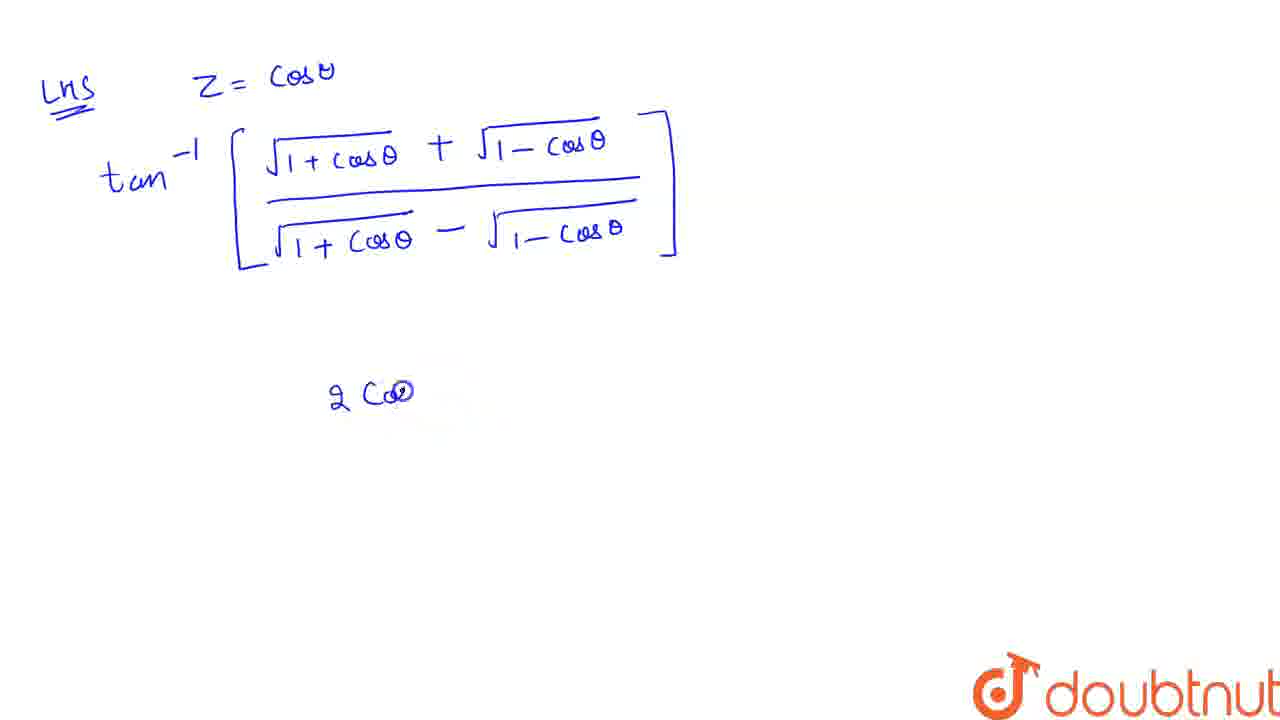 LHS z = cosθ
tan⁻¹ [ (√(1 + cosθ) + √(1 − cosθ)) / (√(1 + cosθ) − √(1 − cosθ)) ]
2 Cos
doubtnut